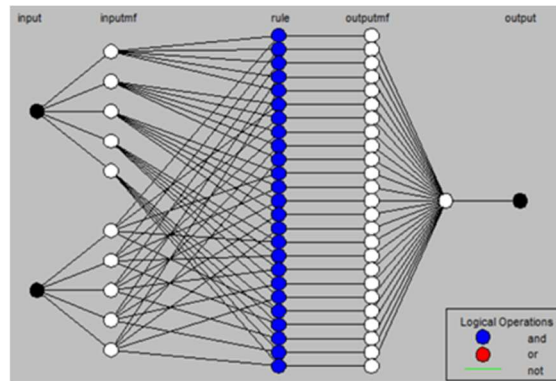 input inputmf rule outputmf output
Logical Operations
and
or
not